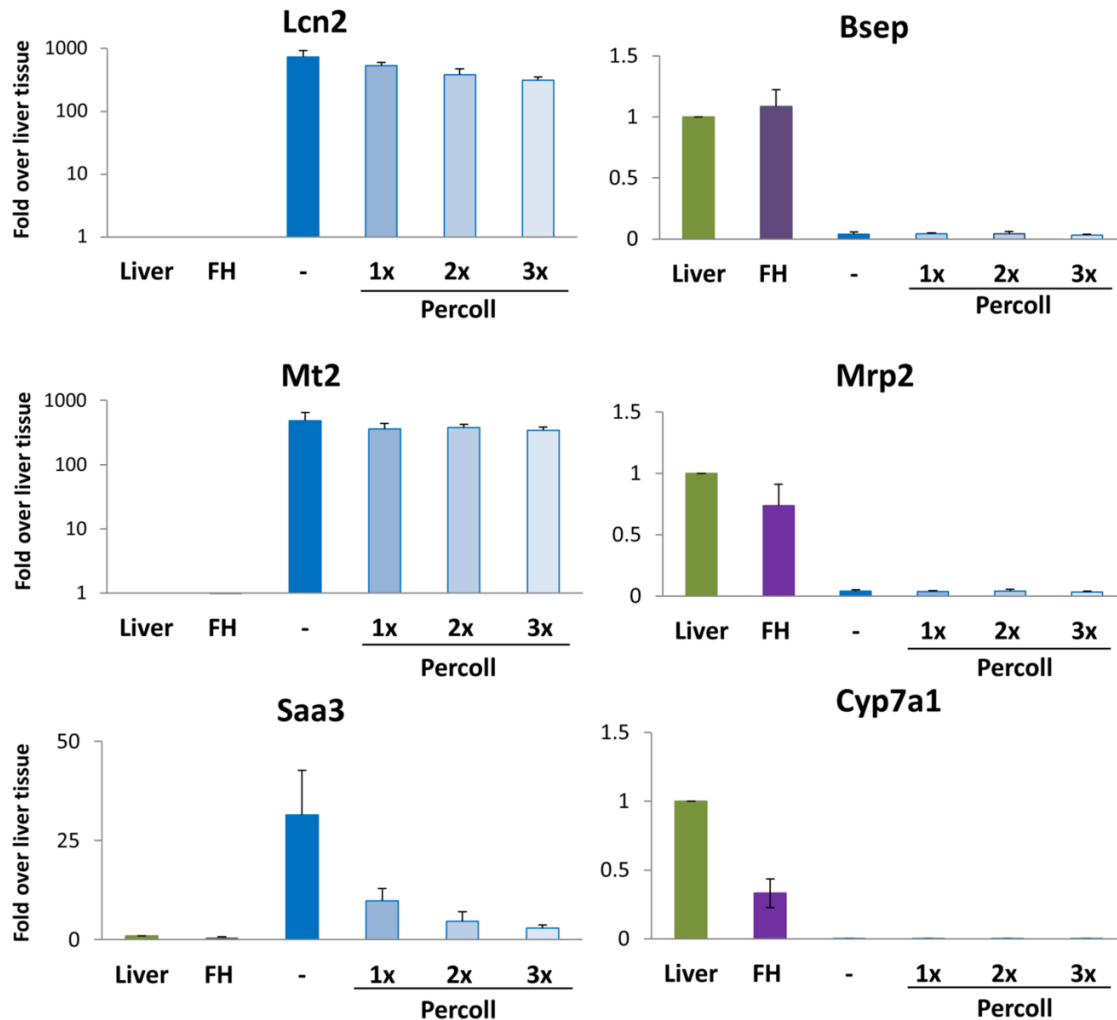 Lcn2
Fold over liver tissue
1000
100
10
1
Liver FH - 1x 2x 3x
Percoll
Bsep
1.5
1
0.5
0
Liver FH - 1x 2x 3x
Percoll
Mt2
Fold over liver tissue
1000
100
10
1
Liver FH - 1x 2x 3x
Percoll
Mrp2
1.5
1
0.5
0
Liver FH - 1x 2x 3x
Percoll
Saa3
Fold over liver tissue
50
25
0
Liver FH - 1x 2x 3x
Percoll
Cyp7a1
1.5
1
0.5
0
Liver FH - 1x 2x 3x
Percoll